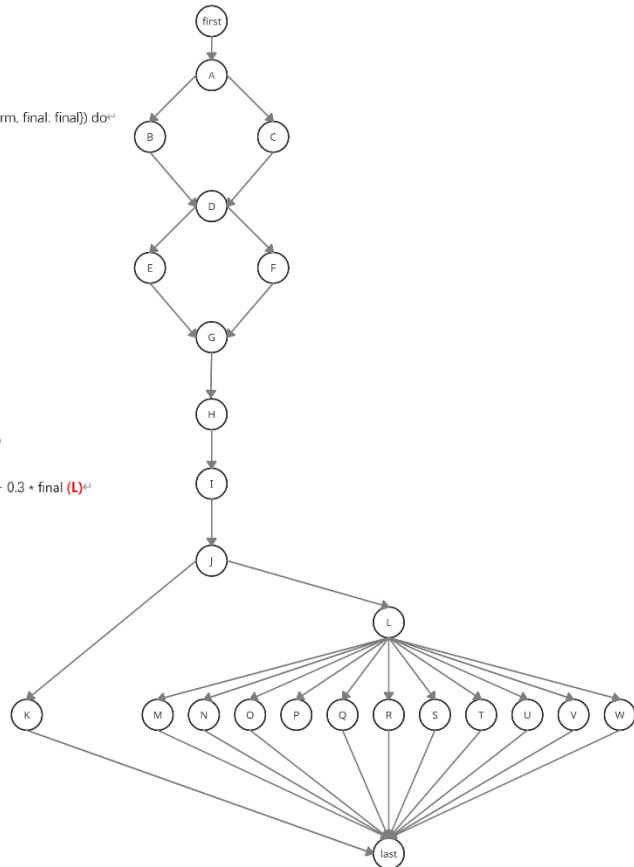 first
A
rm, final: final}) do↵
B
C
D
E
F
G
H
I
- 0.3 * final (L)↵
J
L
K
M
N
O
P
Q
R
S
T
U
V
W
last